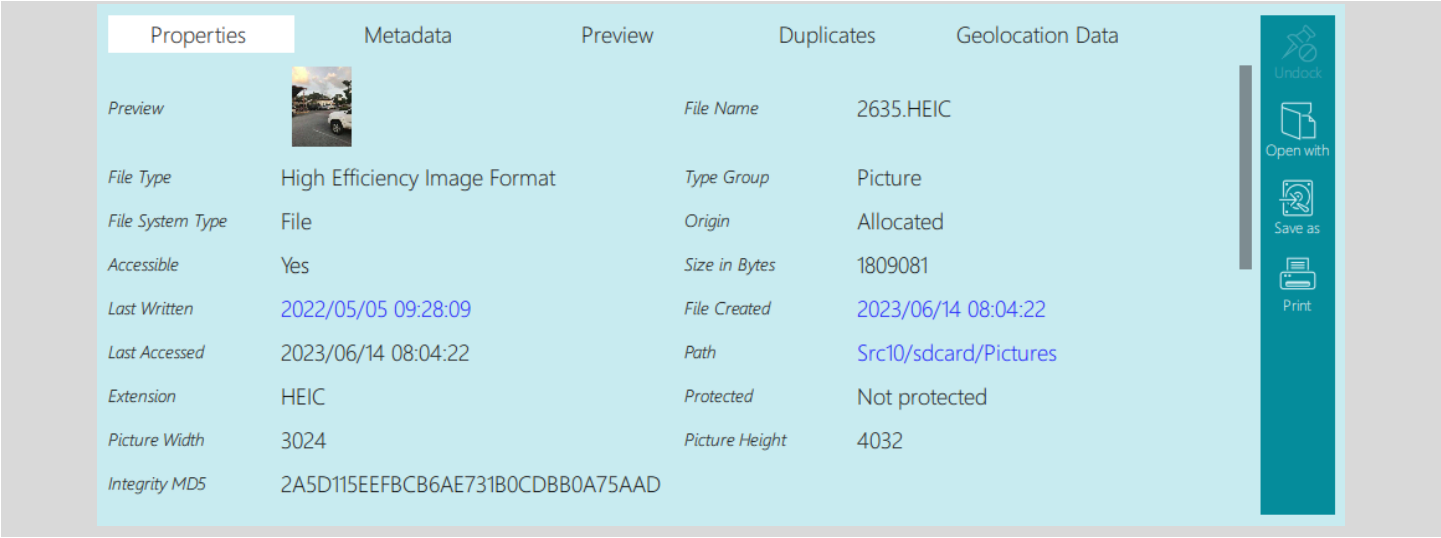 Properties Metadata Preview Duplicates Geolocation Data
Preview File Name 2635.HEIC
File Type High Efficiency Image Format Type Group Picture
File System Type File Origin Allocated
Accessible Yes Size in Bytes 1809081
Last Written 2022/05/05 09:28:09 File Created 2023/06/14 08:04:22
Last Accessed 2023/06/14 08:04:22 Path Src10/sdcard/Pictures
Extension HEIC Protected Not protected
Picture Width 3024 Picture Height 4032
Integrity MD5 2A5D115EEFBCB6AE731B0CDBB0A75AAD
Undock
Open with
Save as
Print